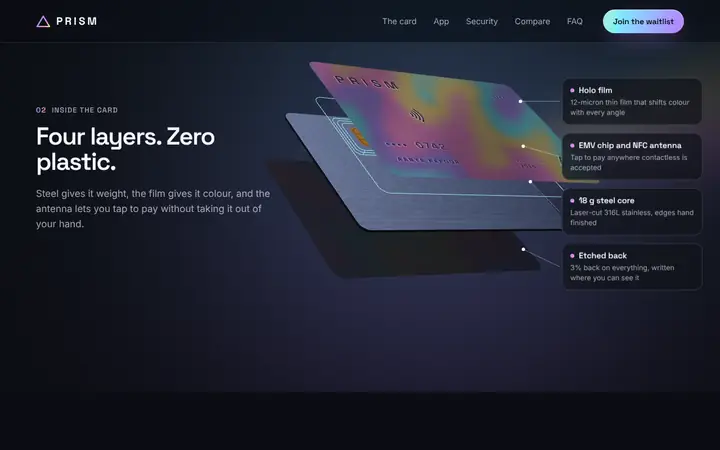 PRISM
The card
App
Security
Compare
FAQ
Join the waitlist
02 INSIDE THE CARD
Four layers. Zero
plastic.
Steel gives it weight, the film gives it colour, and the
antenna lets you tap to pay without taking it out of
your hand.
PRISM
•••• 0742
Holo film
12-micron thin film that shifts colour
with every angle
EMV chip and NFC antenna
Tap to pay anywhere contactless is
accepted
18 g steel core
Laser-cut 316L stainless, edges hand
finished
Etched back
3% back on everything, written
where you can see it